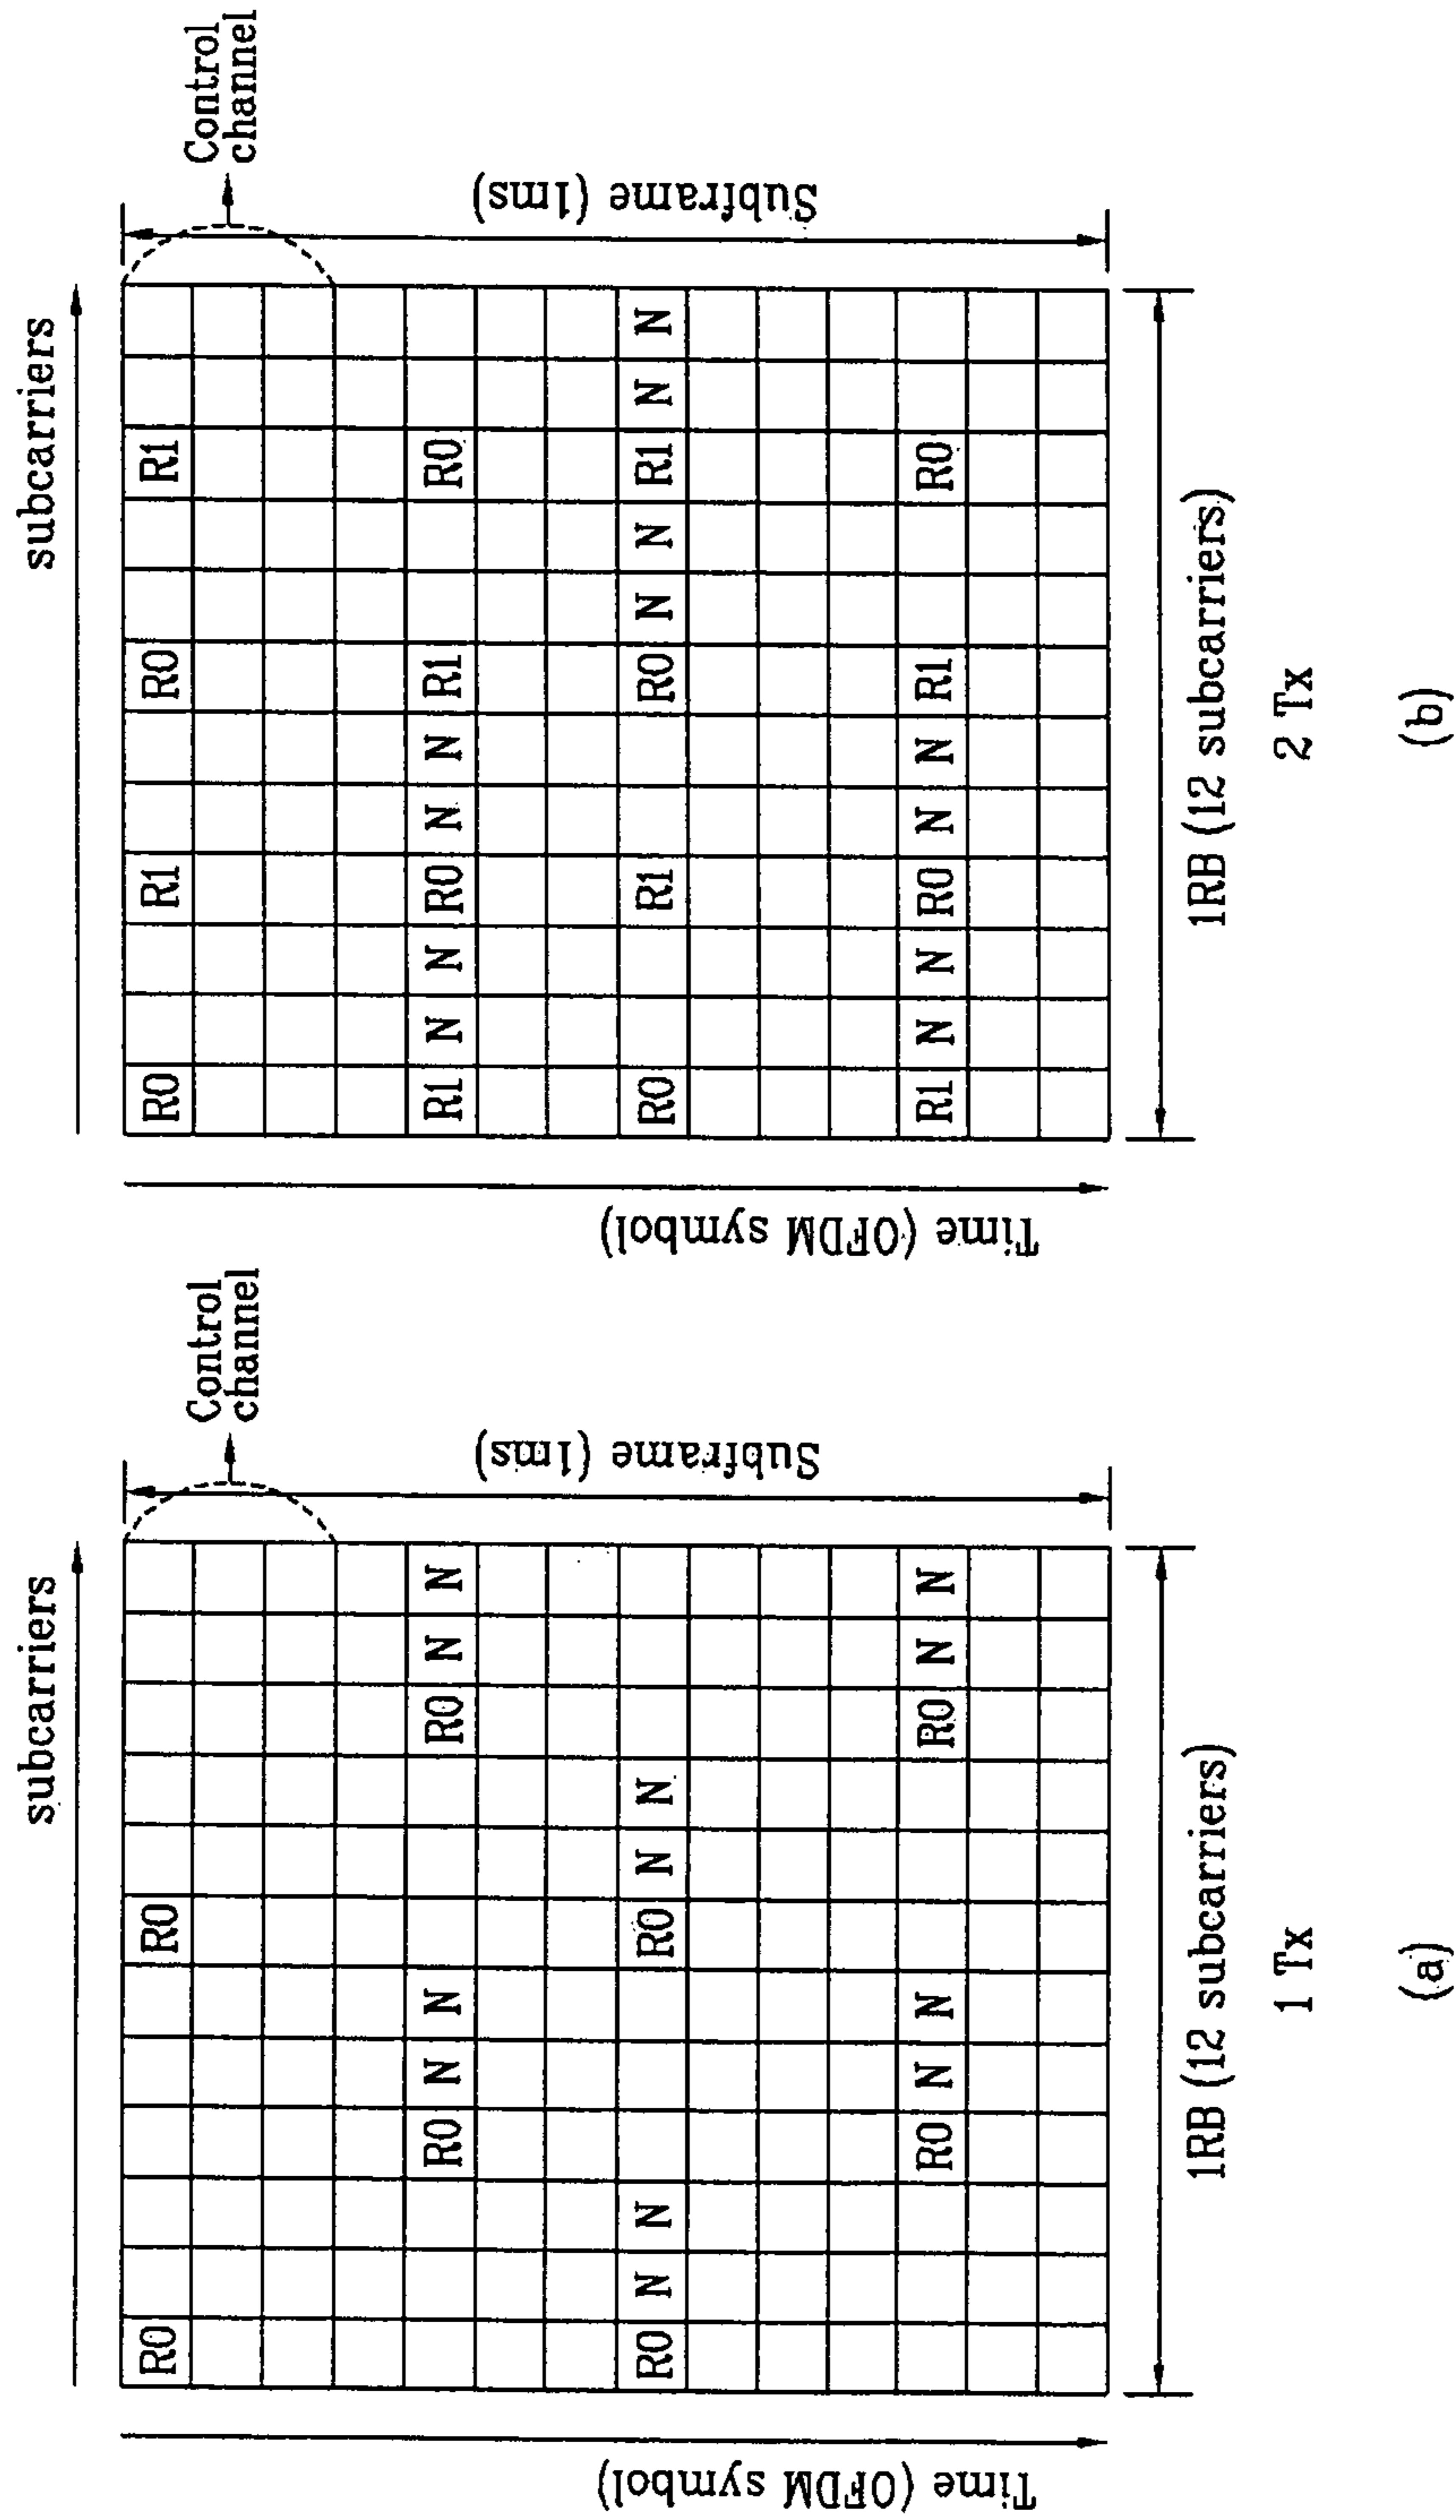 subcarriers
Control
channel
Time (OFDM symbol)
Subframe (1ms)
R0 R0
R0 N N R0 N N
R0 N N R0 N N
R0 N N R0 N N
1RB (12 subcarriers)
1 Tx
(a)
subcarriers
Control
channel
Time (OFDM symbol)
Subframe (1ms)
R0 R1 R0 R1
R1 N N R0 N N R1 R0
R0 R1 R0 N N R1 N N
R1 N N R0 N N R1 R0
1RB (12 subcarriers)
2 Tx
(b)